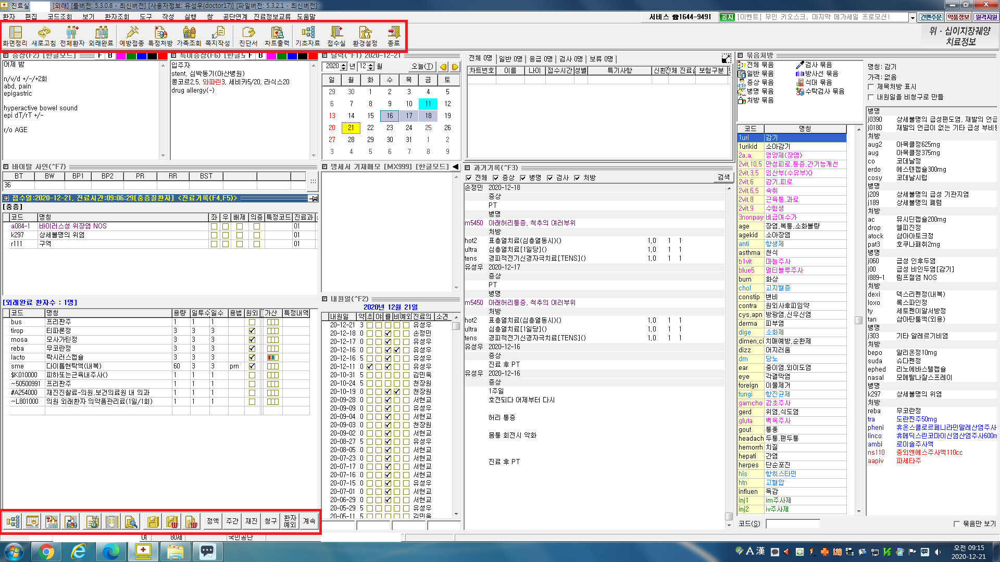 진료실 [외래] [툴버전: 5.3.0.8 - 최신버전] [사용자정보: 유성우(doctor17)] [파일버전: 5.3.2.1 - 최신버전]
환자 편집 코드조회 보기 환자조회 도구 작성 실행 창 공단연계 진료정보교류 도움말
서비스 ☎1644-9491 공지 [이벤트] 무인 키오스크, 마지막 메가세일 프로모션! 간편주문 약품정보 원격지원
화면정리 새로고침 전체환자 외래완료 예방접종 특정처방 가족조회 쪽지작성 진단서 차트출력 기초자료 접수실 환경설정 종료
위·십이지장궤양
치료정보
증상(F2) [한글모드] F B
어제 밤
n/v/d +/-/+2회
abd, pain
epigastric
hyperactive bowel sound
epi dT/rT +/-
r/o AGE
특이증상(F6) [한글모드] F B
입주자
stent, 심박동기(아산병원)
콩코르2,5, 와파린3, 세비카5/20, 라식스20
drug allergy(-)
달력(^F1) 2020-12-21
2020 년 12 월 오늘(T)
일 월 화 수 목 금 토
29 30 1 2 3 4 5
6 7 8 9 10 11 12
13 14 15 16 17 18 19
20 21 22 23 24 25 26
27 28 29 30 31 1 2
3 4 5 6 7 8 9
전체 0명 일반 0명 응급 0명 검사 0명 보류 0명
차트번호 이름 나이 접수시간 성별 특기사항 신환 보험구분
바이탈 사인(^F7)
BT BW BP1 BP2 PR RR BST
36
접수일:2020-12-21, 진료시간:09:06:29[중증질환자] <진료기록(F4,F5)>
[중증]
코드 명칭 좌 우 배제 의증 특정코드 진료과
a084-1 바이러스성 위장염 NOS 01
k297 상세불명의 위염 01
r111 구역 01
[외래완료 환자수 : 1명]
코드 명칭 용량 일투수 일수 용법 원외 가산 특정내역
bus 프리판주 1 1 1
tirop 티파론정 3 3 3
mosa 모사가틴정 3 3 3
reba 무코란정 3 3 3
lacto 락시러스캡슐 3 3 3
sme 다이톱현탁액(내복) 60 3 3 prn
$K010000 피하또는근육내주사() 1 1 1
~50500991 프리판주 1 1 1
#A254000 재진진찰료-의원,보건의료원 내 의과 1 1 1
~L801000 의원 외래환자 의약품관리료(1일/1회) 1 1 1
정액 주간 재진 청구 환자예외 계속
여 80세 국민공단
명세서 기재메모 [MX999] [한글모드]
내원일(^F2)
2020년 12월 21일
내원일 약 초 야 률 비 예외 진료의 소견
20-12-21 3 유성우
20-12-18 0 손정민
20-12-17 0 유성우
20-12-16 0 유성우
20-12-16 5 유성우
20-12-11 0 유성우
20-10-31 5 김민욱
20-10-24 5 천장원
20-10-19 0 천장원
20-09-28 0 서현교
20-09-09 0 유성우
20-09-04 0 서현교
20-09-03 0 천장원
20-09-02 0 서현교
20-08-27 5 유성우
20-08-05 0 서현교
20-07-23 0 서현교
20-07-17 0 서현교
20-07-16 0 서현교
20-07-15 0 유성우
20-07-01 0 서현교
20-06-29 0 서현교
20-05-29 5 유성우
20-05-11 5 김민욱
과거기록(^F3)
전체 증상 병명 검사 처방 검색
손정민 2020-12-18
증상
PT
병명
m5450 아래허리통증, 척추의 여러부위
처방
hot2 표층열치료(심층열동시)() 1.0 1 1
ultra 심층열치료[1일당]() 1.0 1 1
tens 경피적전기신경자극치료[TENS]() 1.0 1 1
유성우 2020-12-17
증상
PT
병명
m5450 아래허리통증, 척추의 여러부위
처방
hot2 표층열치료(심층열동시)() 1.0 1 1
ultra 심층열치료[1일당]() 1.0 1 1
tens 경피적전기신경자극치료[TENS]() 1.0 1 1
유성우 2020-12-16
증상
진료 후 PT
유성우 2020-12-16
증상
1주일
호전되다 어제부터 다시
허리 통증
몸통 회전시 악화
진료 후 PT
묶음처방
전체 묶음 검사 묶음
일반 묶음 방사선 묶음
증상 묶음 식대 묶음
병명 묶음 수탁검사 묶음
처방 묶음
코드 명칭
1uri 감기
1urikid 소아감기
2a.a. 영양제(장염)
2vit,10,5 만성피로,통증,간기능개선
2vit,3,5 임산부(수유부X)
2vit,6 감기,피로
2vit,6,5 숙취
2vit,8 근육통,과로
2vit,9 수험생
3nonpay 비급여수가
age 장염,복통,소화불량
agekid 소아장염
anti 항생제
asthma 천식
b1vit 마늘주사
blue5 멀티블루주사
burn 화상
chol 고지혈증
constip 변비
contra 원외사후피임약
cys,apn 방광염,신우신염
derma 피부염
dige 소화제
dimen,ci 치매예방,순환제
dizz 어지러움
dm 당뇨
ear 중이염,외이도염
eye 각결막염
foreign 이물제거
fungi 항진균제
gamcho 감초주사
gerd 위염,식도염
gluta 백옥주사
gout 통풍
headach 두통,편두통
hemorrh 치질
hepati 간염
herpes 단순포진
his 항히스타민
htn 고혈압
influen 독감
inj1 im주사제
inj2 iv주사제
코드(S)
명칭: 감기
가격: 없음
제목처방 표시
내원일을 비청구로 만듦
병명
j0390 상세불명의 급성편도염, 재발의 언급
j0180 재발의 언급이 없는 기타 급성 부비동
처방
aug2 아목클정625mg
aug 아목클정375mg
co 코데날정
erdo 에스텐캡슐300mg
cosy 코데날시럽
병명
j209 상세불명의 급성 기관지염
j189 상세불명의 폐렴
처방
ac 뮤시딘캡슐200mg
drop 엘피진정
atock 삼아아토크정
pat3 호쿠나패취2mg
병명
j060 급성 인후두염
j00 급성 비인두염[감기]
i889-1 림프절염 NOS
처방
dexi 덱스리펜정(내복)
loxo 록스파인정
ty 세토펜이알서방정
tan 삼아탄툼액(외용)
병명
j303 기타 알레르기비염
처방
bepo 알리온정10mg
suda 슈다펜정
ephed 리노에바스텔캡슐
nasal 모메탈나잘스프레이
병명
k297 상세불명의 위염
처방
reba 무코란정
tra 도란찐주50mg
pheni 휴온스클로르페니라민말레산염주사
linco 휴메딕스린코마이신염산염주사600m
ambi 로이솔주사액
ns110 중외엔에스주사액110cc
aapiv 파세타주
묶음만 보기
A 漢
오전 09:15
2020-12-21